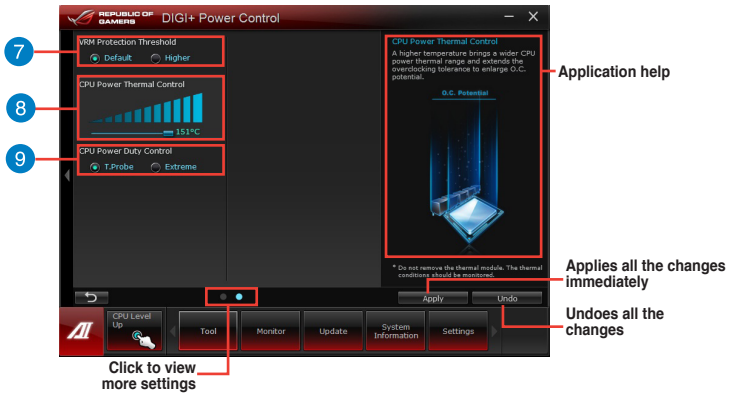 REPUBLIC OF
GAMERS
DIGI+ Power Control
7
VRM Protection Threshold
Default
Higher
8
CPU Power Thermal Control
151°C
9
CPU Power Duty Control
T.Probe
Extreme
CPU Power Thermal Control
A higher temperature brings a wider CPU
power thermal range and extends the
overclocking tolerance to enlarge O.C.
potential.
O.C. Potential
* Do not remove the thermal module. The thermal
conditions should be monitored.
Application help
Apply
Undo
Applies all the changes
immediately
Undoes all the
changes
CPU Level
Up
Tool
Monitor
Update
System
Information
Settings
Click to view
more settings